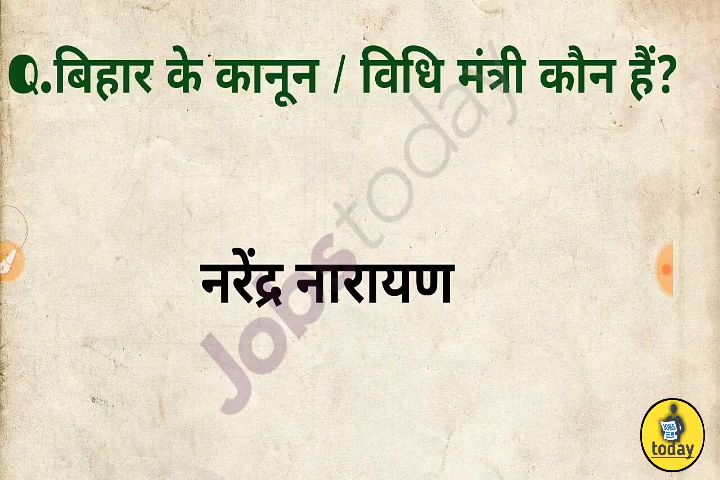 Q.बिहार के कानून / विधि मंत्री कौन हैं?
नरेंद्र नारायण
Jobs today
today